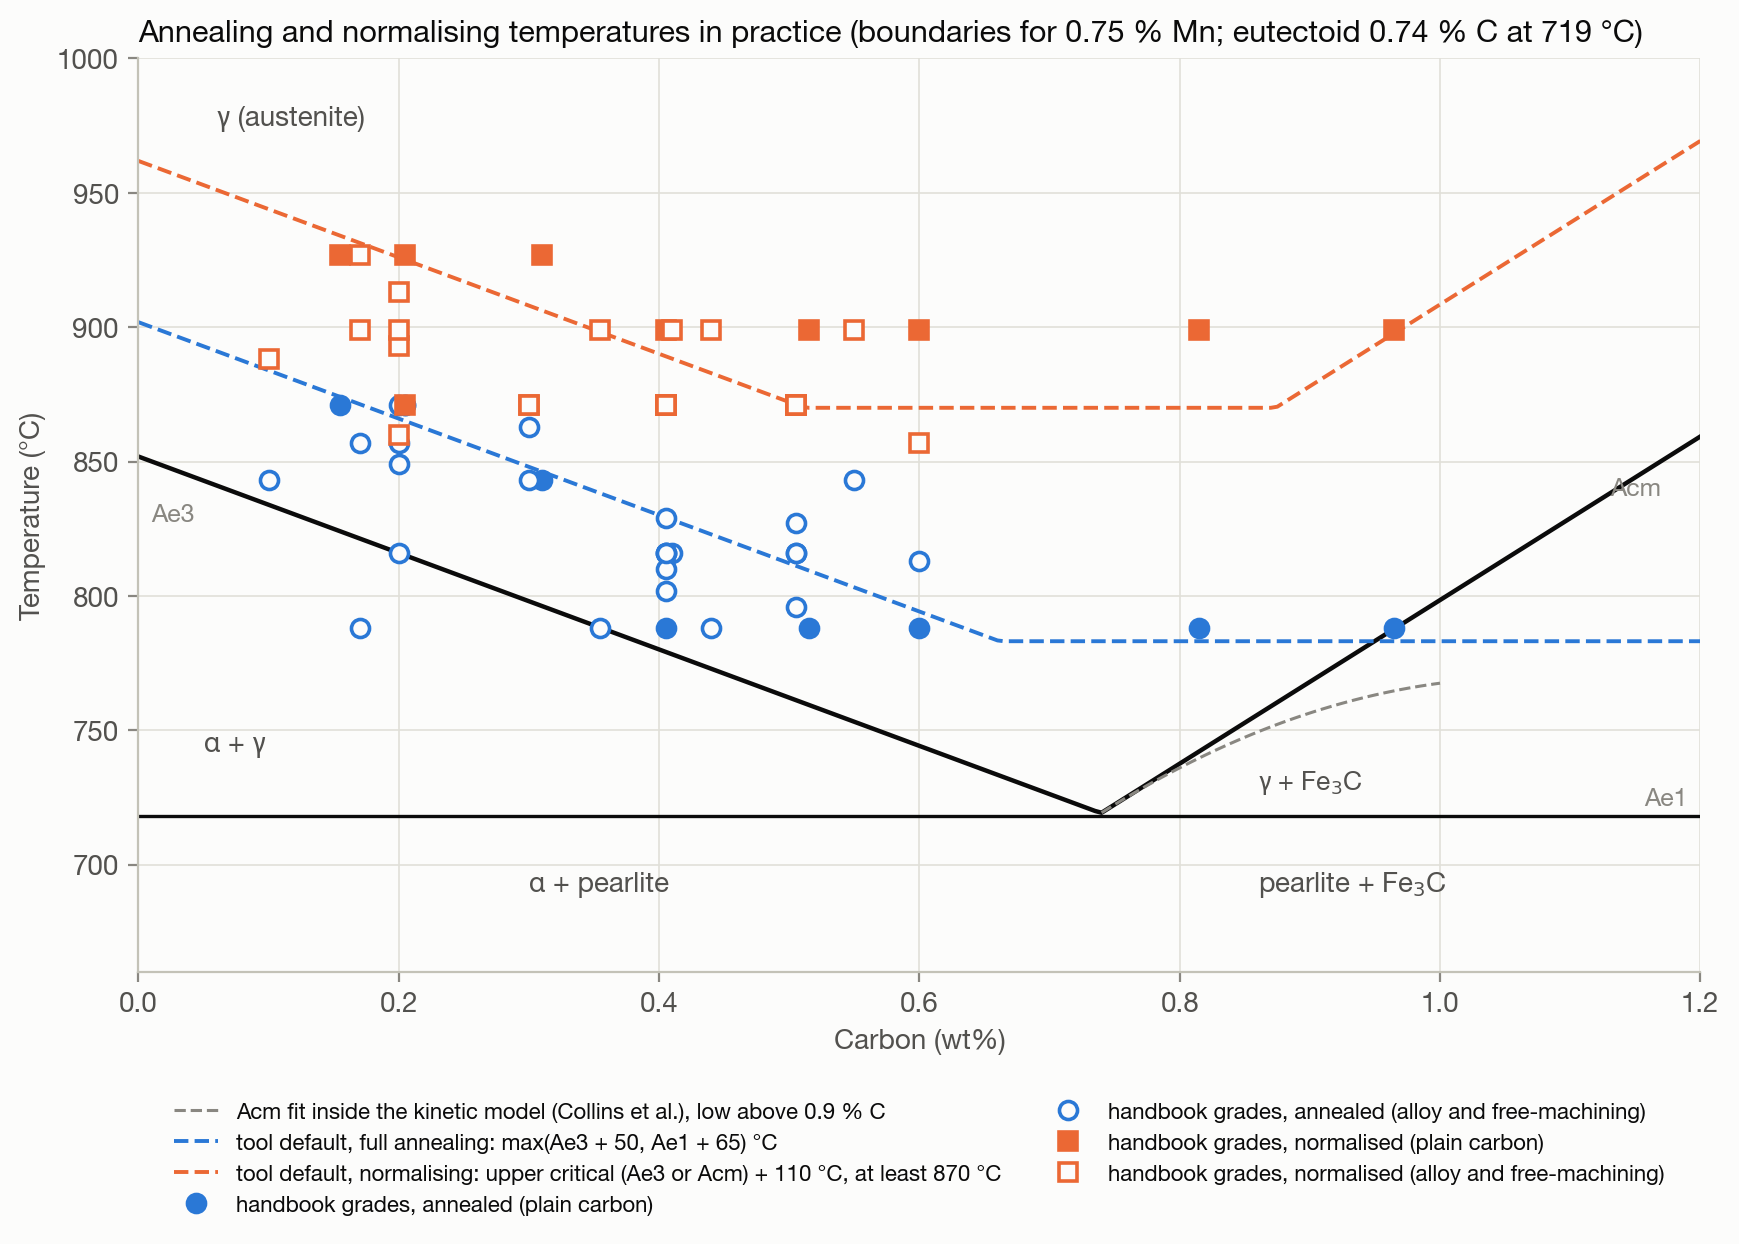 Annealing and normalising temperatures in practice (boundaries for 0.75 % Mn; eutectoid 0.74 % C at 719 °C)
1000
γ (austenite)
950
900
850
Acm
Ae3
Temperature (°C)
800
750
α + γ
γ + Fe₃C
Ae1
700
α + pearlite
pearlite + Fe₃C
0.0
0.2
0.4
0.6
0.8
1.0
1.2
Carbon (wt%)
Acm fit inside the kinetic model (Collins et al.), low above 0.9 % C
tool default, full annealing: max(Ae3 + 50, Ae1 + 65) °C
tool default, normalising: upper critical (Ae3 or Acm) + 110 °C, at least 870 °C
handbook grades, annealed (plain carbon)
handbook grades, annealed (alloy and free-machining)
handbook grades, normalised (plain carbon)
handbook grades, normalised (alloy and free-machining)